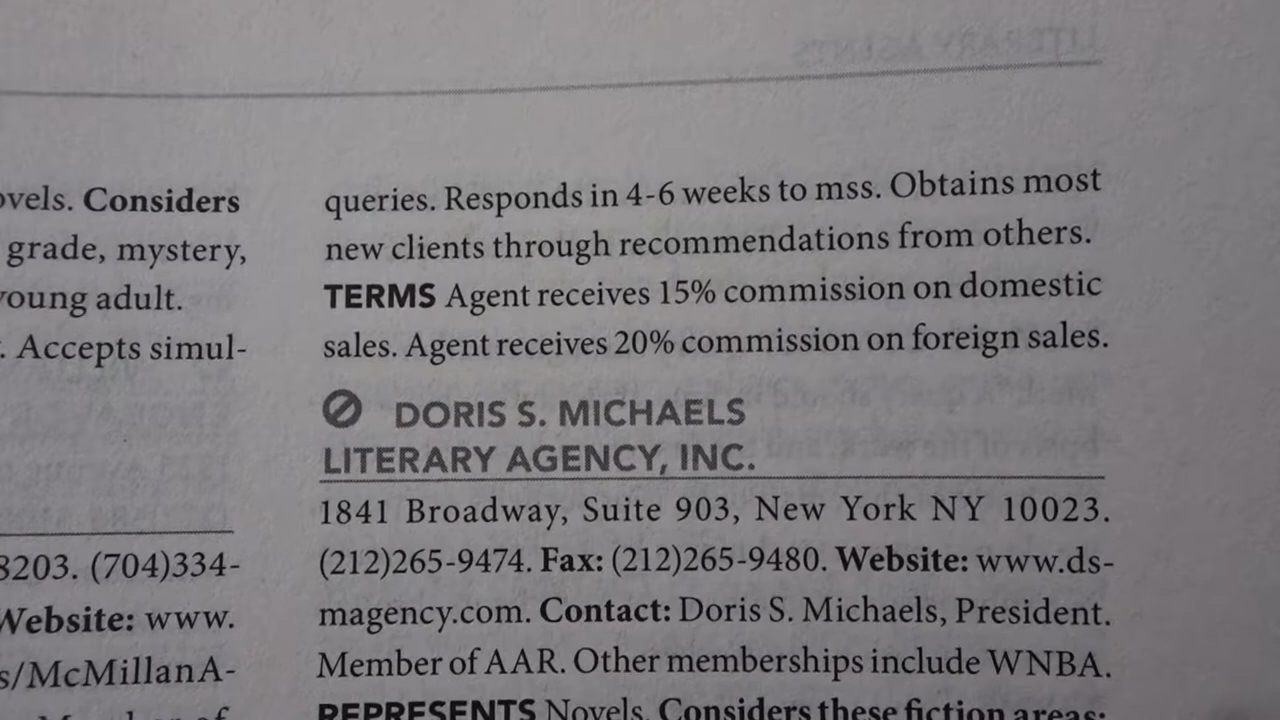 LITERARY AGENTS
ovels. Considers
grade, mystery,
young adult.
. Accepts simul-
8203. (704)334-
Website: www.
s/McMillanA-
queries. Responds in 4-6 weeks to mss. Obtains most
new clients through recommendations from others.
TERMS Agent receives 15% commission on domestic
sales. Agent receives 20% commission on foreign sales.
DORIS S. MICHAELS
LITERARY AGENCY, INC.
1841 Broadway, Suite 903, New York NY 10023.
(212)265-9474. Fax: (212)265-9480. Website: www.ds-
magency.com. Contact: Doris S. Michaels, President.
Member of AAR. Other memberships include WNBA.
REPRESENTS Novels. Considers these fiction areas: